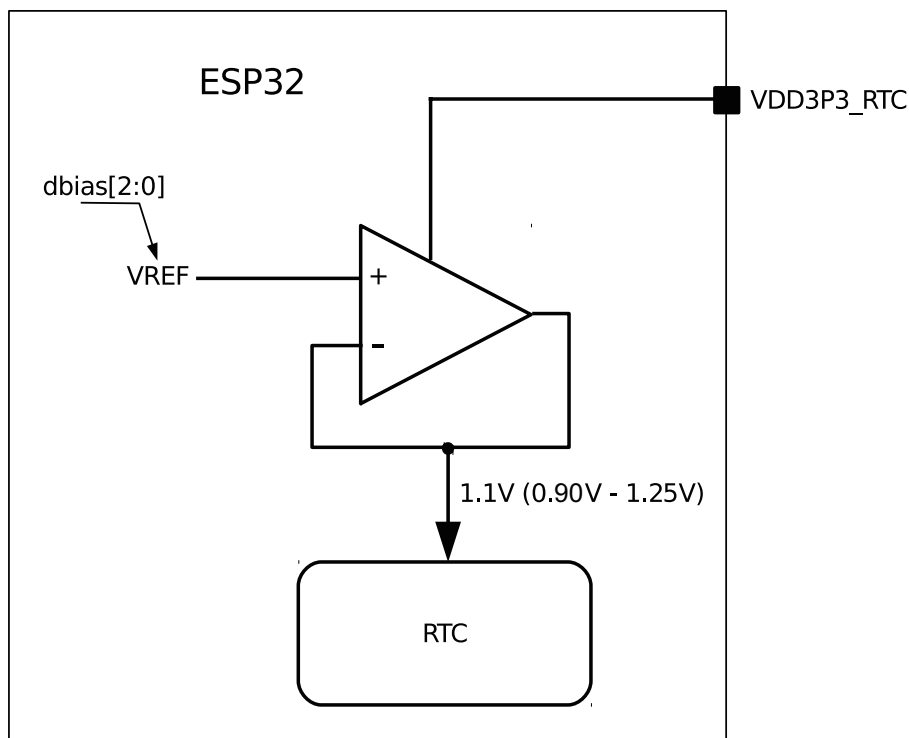 ESP32
VDD3P3_RTC
dbias[2:0]
VREF
+
-
1.1V (0.90V - 1.25V)
RTC